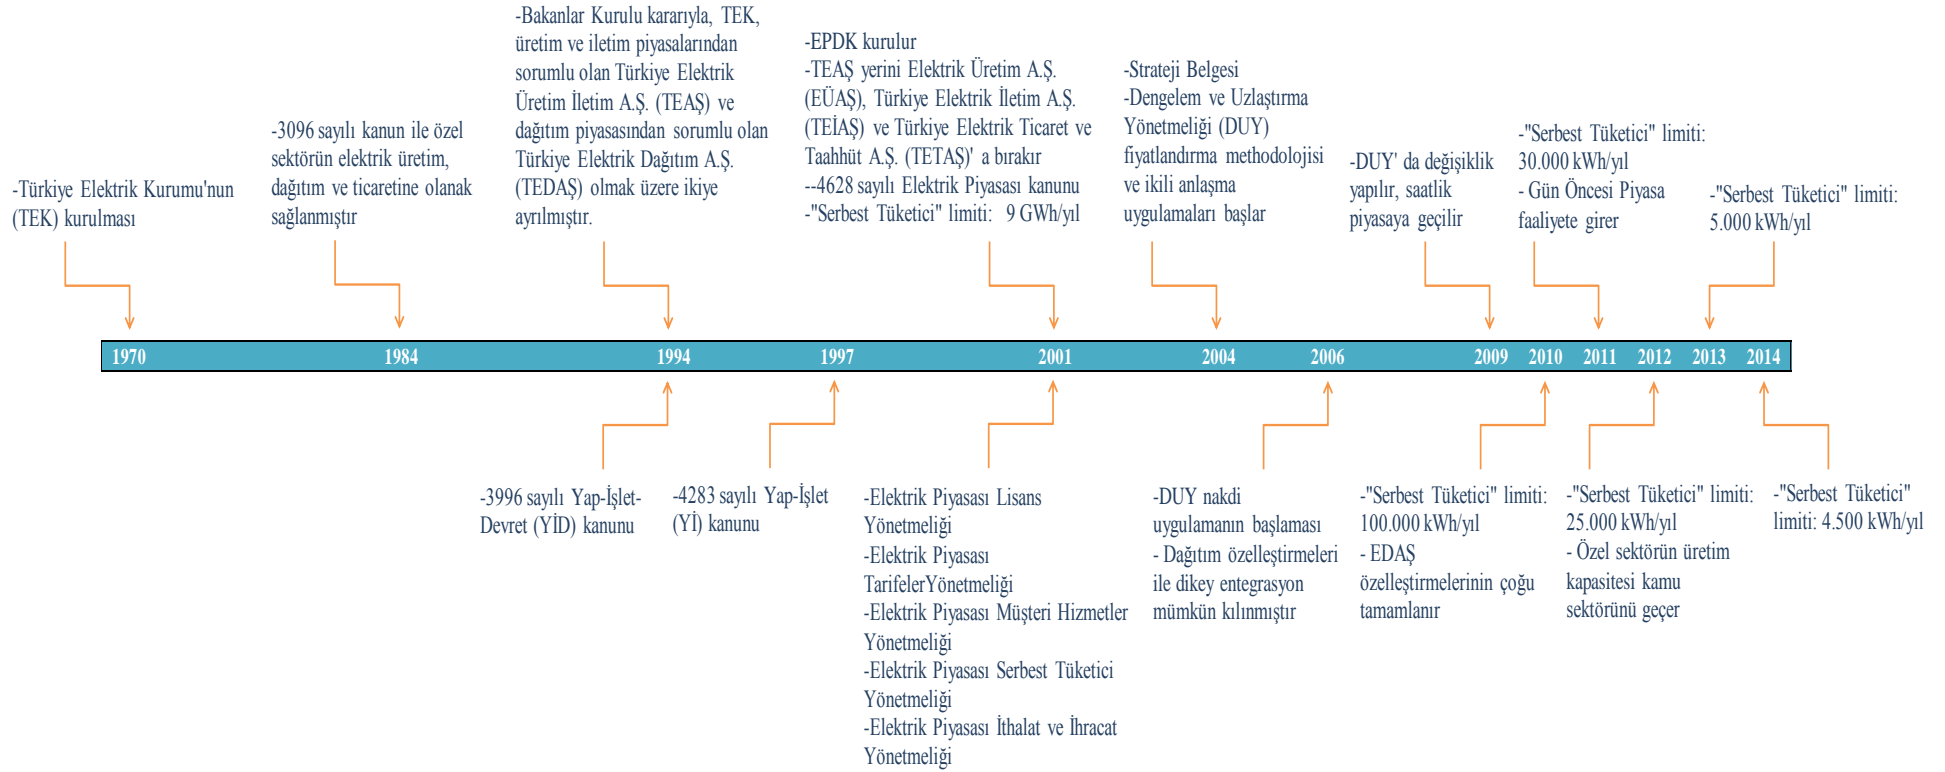 -Türkiye Elektrik Kurumu'nun
(TEK) kurulması
-3096 sayılı kanun ile özel
sektörün elektrik üretim,
dağıtım ve ticaretine olanak
sağlanmıştır
-Bakanlar Kurulu kararıyla, TEK,
üretim ve iletim piyasalarından
sorumlu olan Türkiye Elektrik
Üretim İletim A.Ş. (TEAŞ) ve
dağıtım piyasasından sorumlu olan
Türkiye Elektrik Dağıtım A.Ş.
(TEDAŞ) olmak üzere ikiye
ayrılmıştır.
-EPDK kurulur
-TEAŞ yerini Elektrik Üretim A.Ş.
(EÜAŞ), Türkiye Elektrik İletim A.Ş.
(TEİAŞ) ve Türkiye Elektrik Ticaret ve
Taahhüt A.Ş. (TETAŞ)' a bırakır
--4628 sayılı Elektrik Piyasası kanunu
-"Serbest Tüketici" limiti: 9 GWh/yıl
-Strateji Belgesi
-Dengelem ve Uzlaştırma
Yönetmeliği (DUY)
fiyatlandırma methodolojisi
ve ikili anlaşma
uygulamaları başlar
-DUY' da değişiklik
yapılır, saatlik
piyasaya geçilir
-"Serbest Tüketici" limiti:
30.000 kWh/yıl
- Gün Öncesi Piyasa
faaliyete girer
-"Serbest Tüketici" limiti:
5.000 kWh/yıl
1970 1984 1994 1997 2001 2004 2006 2009 2010 2011 2012 2013 2014
-3996 sayılı Yap-İşlet-
Devret (YİD) kanunu
-4283 sayılı Yap-İşlet
(Yİ) kanunu
-Elektrik Piyasası Lisans
Yönetmeliği
-Elektrik Piyasası
TarifelerYönetmeliği
-Elektrik Piyasası Müşteri Hizmetler
Yönetmeliği
-Elektrik Piyasası Serbest Tüketici
Yönetmeliği
-Elektrik Piyasası İthalat ve İhracat
Yönetmeliği
-DUY nakdi
uygulamanın başlaması
- Dağıtım özelleştirmeleri
ile dikey entegrasyon
mümkün kılınmıştır
-"Serbest Tüketici" limiti:
100.000 kWh/yıl
- EDAŞ
özelleştirmelerinin çoğu
tamamlanır
-"Serbest Tüketici" limiti:
25.000 kWh/yıl
- Özel sektörün üretim
kapasitesi kamu
sektörünü geçer
-"Serbest Tüketici"
limiti: 4.500 kWh/yıl